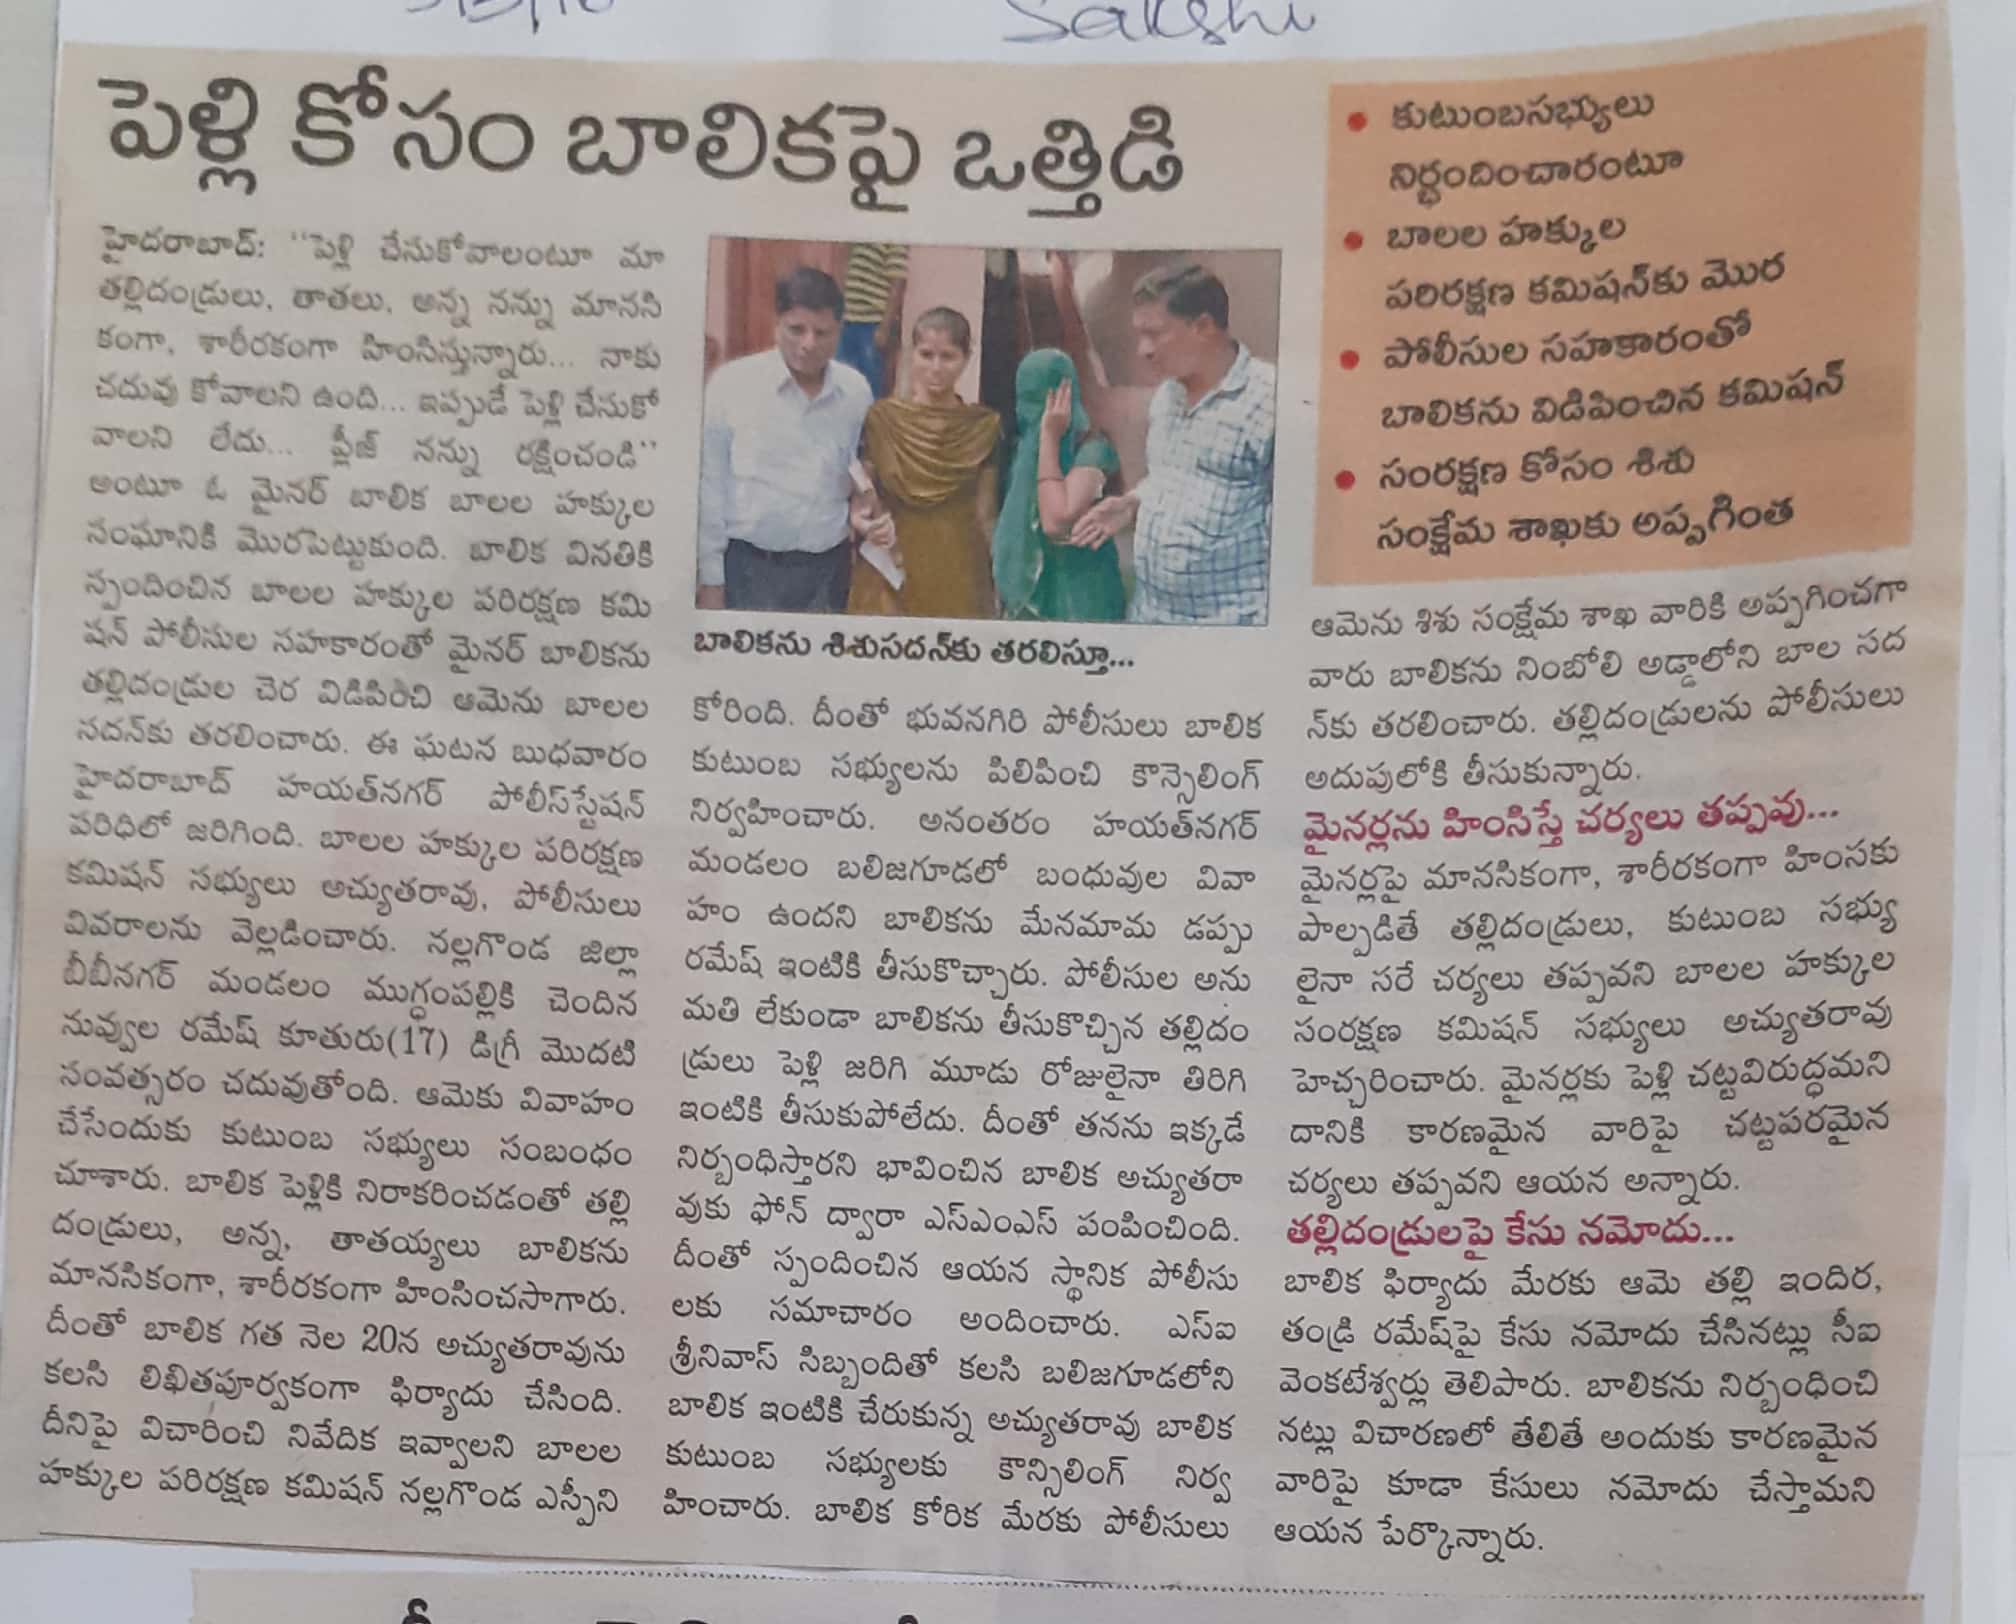 Sakshi
పెళ్లి కోసం బాలికపై ఒత్తిడి
హైదరాబాద్: ‘‘పెళ్లి చేసుకోవాలంటూ మా
తల్లిదండ్రులు, తాతలు, అన్న నన్ను మానసి
కంగా, శారీరకంగా హింసిస్తున్నారు... నాకు
చదువు కోవాలని ఉంది... ఇప్పుడే పెళ్లి చేసుకో
వాలని లేదు... ప్లీజ్ నన్ను రక్షించండి’’
అంటూ ఓ మైనర్ బాలిక బాలల హక్కుల
సంఘానికి మొరపెట్టుకుంది. బాలిక వినతికి
స్పందించిన బాలల హక్కుల పరిరక్షణ కమి
షన్ పోలీసుల సహకారంతో మైనర్ బాలికను
తల్లిదండ్రుల చెర విడిపించి ఆమెను బాలల
సదన్‌కు తరలించారు. ఈ ఘటన బుధవారం
హైదరాబాద్ హయత్‌నగర్ పోలీస్‌స్టేషన్
పరిధిలో జరిగింది. బాలల హక్కుల పరిరక్షణ
కమిషన్ సభ్యులు అచ్యుతరావు, పోలీసులు
వివరాలను వెల్లడించారు. నల్లగొండ జిల్లా
బీబీనగర్ మండలం ముగ్ధంపల్లికి చెందిన
నువ్వుల రమేష్ కూతురు(17) డిగ్రీ మొదటి
సంవత్సరం చదువుతోంది. ఆమెకు వివాహం
చేసేందుకు కుటుంబ సభ్యులు సంబంధం
చూశారు. బాలిక పెళ్లికి నిరాకరించడంతో తల్లి
దండ్రులు, అన్న, తాతయ్యలు బాలికను
మానసికంగా, శారీరకంగా హింసించసాగారు.
దీంతో బాలిక గత నెల 20న అచ్యుతరావును
కలసి లిఖితపూర్వకంగా ఫిర్యాదు చేసింది.
దీనిపై విచారించి నివేదిక ఇవ్వాలని బాలల
హక్కుల పరిరక్షణ కమిషన్ నల్లగొండ ఎస్పీని
బాలికను శిశుసదన్‌కు తరలిస్తూ...
కోరింది. దీంతో భువనగిరి పోలీసులు బాలిక
కుటుంబ సభ్యులను పిలిపించి కౌన్సెలింగ్
నిర్వహించారు. అనంతరం హయత్‌నగర్
మండలం బలిజగూడలో బంధువుల వివా
హం ఉందని బాలికను మేనమామ డప్పు
రమేష్ ఇంటికి తీసుకొచ్చారు. పోలీసుల అను
మతి లేకుండా బాలికను తీసుకొచ్చిన తల్లిదం
డ్రులు పెళ్లి జరిగి మూడు రోజులైనా తిరిగి
ఇంటికి తీసుకుపోలేదు. దీంతో తనను ఇక్కడే
నిర్బంధిస్తారని భావించిన బాలిక అచ్యుతరా
వుకు ఫోన్ ద్వారా ఎస్ఎంఎస్ పంపించింది.
దీంతో స్పందించిన ఆయన స్థానిక పోలీసు
లకు సమాచారం అందించారు. ఎస్ఐ
శ్రీనివాస్ సిబ్బందితో కలసి బలిజగూడలోని
బాలిక ఇంటికి చేరుకున్న అచ్యుతరావు బాలిక
కుటుంబ సభ్యులకు కౌన్సిలింగ్ నిర్వ
హించారు. బాలిక కోరిక మేరకు పోలీసులు
• కుటుంబసభ్యులు
నిర్భందించారంటూ
• బాలల హక్కుల
పరిరక్షణ కమిషన్‌కు మొర
• పోలీసుల సహకారంతో
బాలికను విడిపించిన కమిషన్
• సంరక్షణ కోసం శిశు
సంక్షేమ శాఖకు అప్పగింత
ఆమెను శిశు సంక్షేమ శాఖ వారికి అప్పగించగా
వారు బాలికను నింబోలి అడ్డాలోని బాల సద
న్‌కు తరలించారు. తల్లిదండ్రులను పోలీసులు
అదుపులోకి తీసుకున్నారు.
మైనర్లను హింసిస్తే చర్యలు తప్పవు...
మైనర్లపై మానసికంగా, శారీరకంగా హింసకు
పాల్పడితే తల్లిదండ్రులు, కుటుంబ సభ్యు
లైనా సరే చర్యలు తప్పవని బాలల హక్కుల
సంరక్షణ కమిషన్ సభ్యులు అచ్యుతరావు
హెచ్చరించారు. మైనర్లకు పెళ్లి చట్టవిరుద్ధమని
దానికి కారణమైన వారిపై చట్టపరమైన
చర్యలు తప్పవని ఆయన అన్నారు.
తల్లిదండ్రులపై కేసు నమోదు...
బాలిక ఫిర్యాదు మేరకు ఆమె తల్లి ఇందిర,
తండ్రి రమేష్‌పై కేసు నమోదు చేసినట్లు సీఐ
వెంకటేశ్వర్లు తెలిపారు. బాలికను నిర్బంధించి
నట్లు విచారణలో తేలితే అందుకు కారణమైన
వారిపై కూడా కేసులు నమోదు చేస్తామని
ఆయన పేర్కొన్నారు.